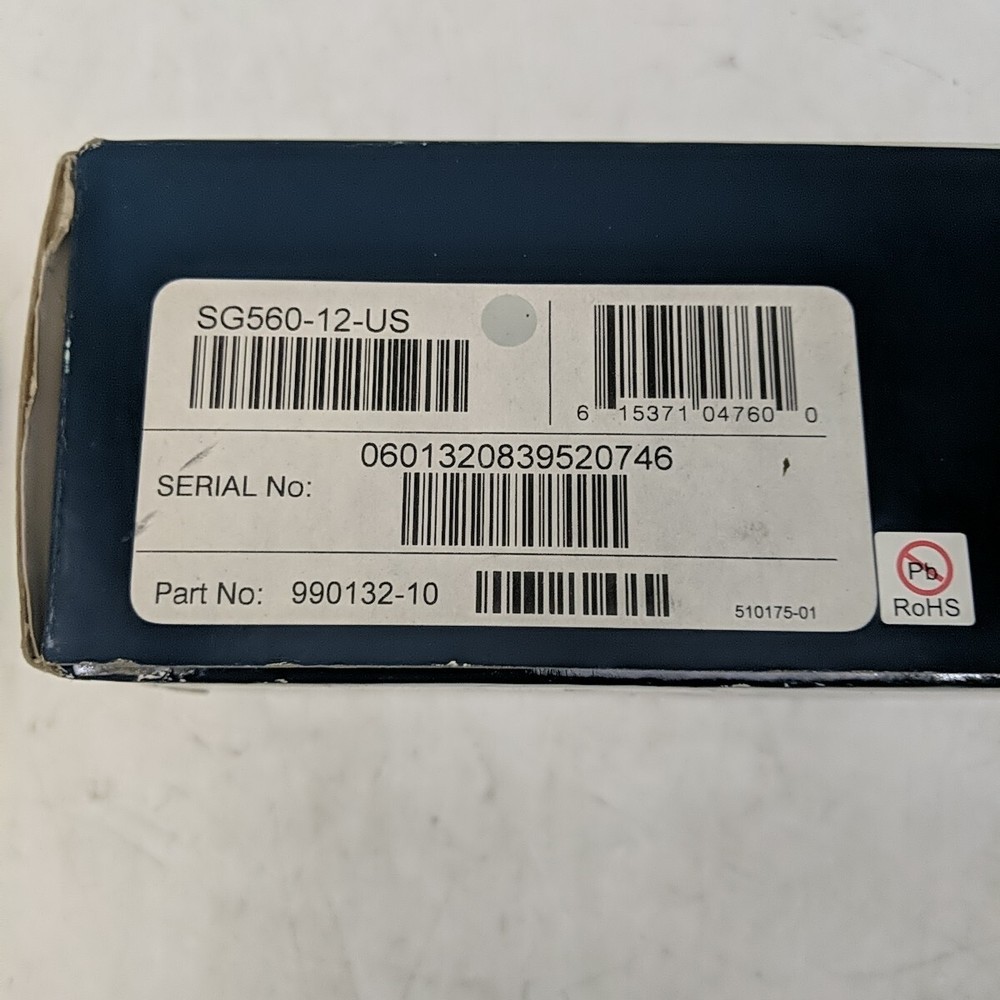 SG560-12-US
6 15371 04760 0
0601320839520746
SERIAL No:
Part No: 990132-10
510175-01
Pb
RoHS